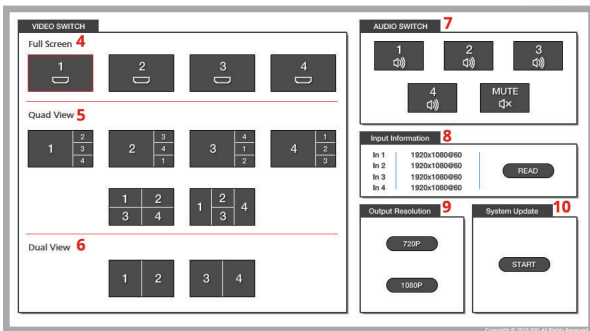 VIDEO SWITCH
Full Screen 4
1 2 3 4
Quad View 5
1 2 3 4
2 3 4 1
3 4 1 2
4 1 2 3
1 2 3 4
1 2 3 4
Dual View 6
1 2
3 4
AUDIO SWITCH 7
1 2 3
4 MUTE
Input Information 8
In 1 1920x1080@60
In 2 1920x1080@60
In 3 1920x1080@60
In 4 1920x1080@60
READ
Output Resolution 9
720P
1080P
System Update 10
START